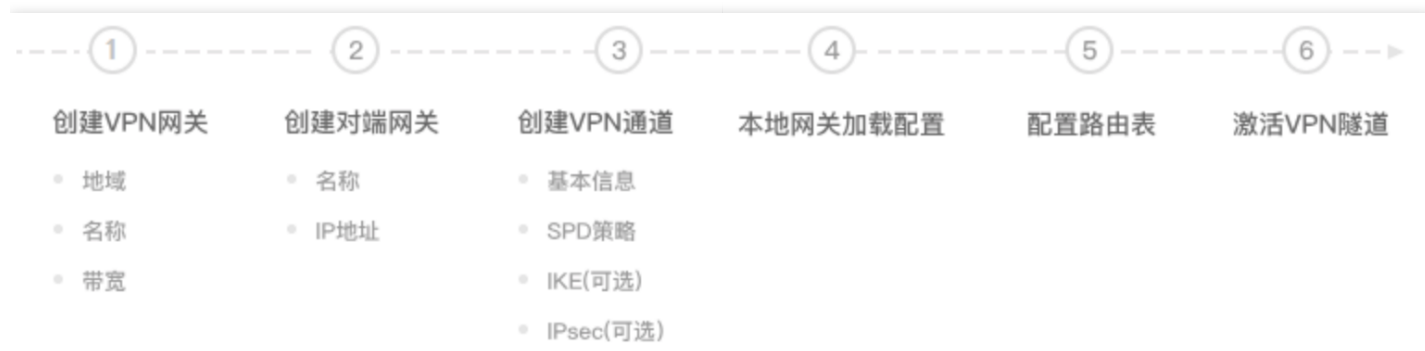 1
2
3
4
5
6
创建VPN网关
创建对端网关
创建VPN通道
本地网关加载配置
配置路由表
激活VPN隧道
地域
名称
基本信息
名称
IP地址
SPD策略
带宽
IKE(可选)
IPsec(可选)